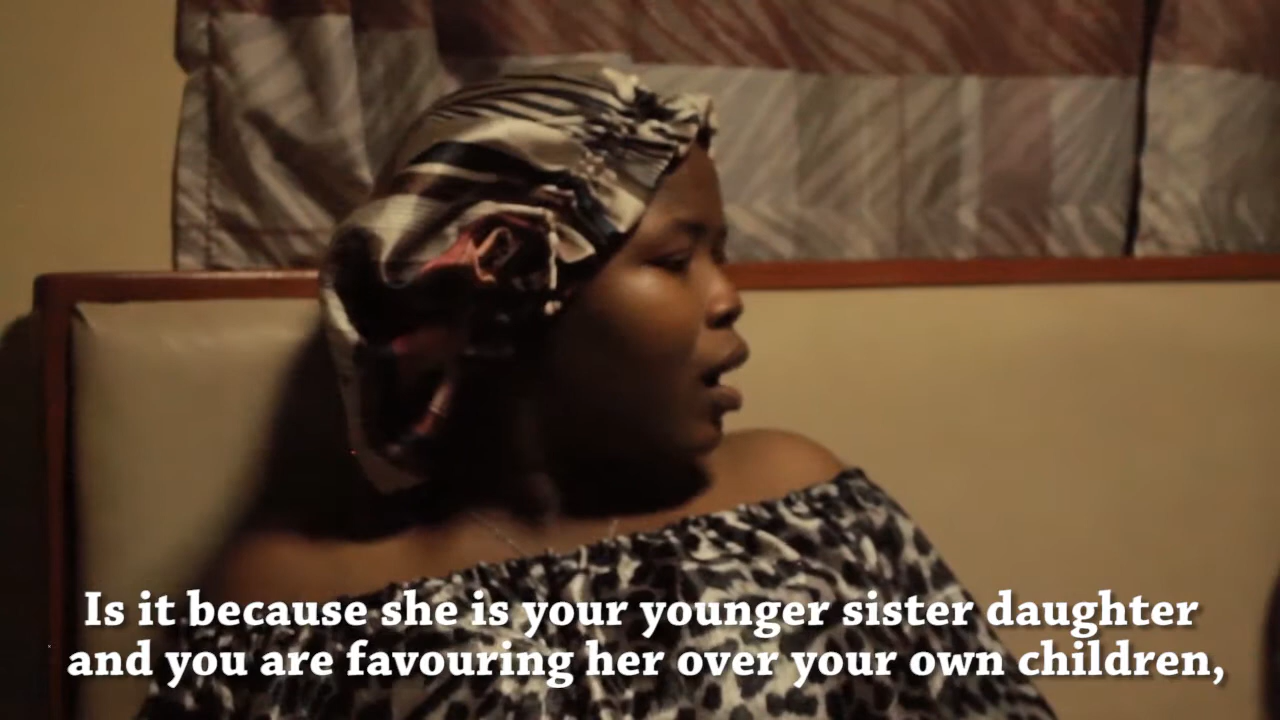 Is it because she is your younger sister daughter
and you are favouring her over your own children,